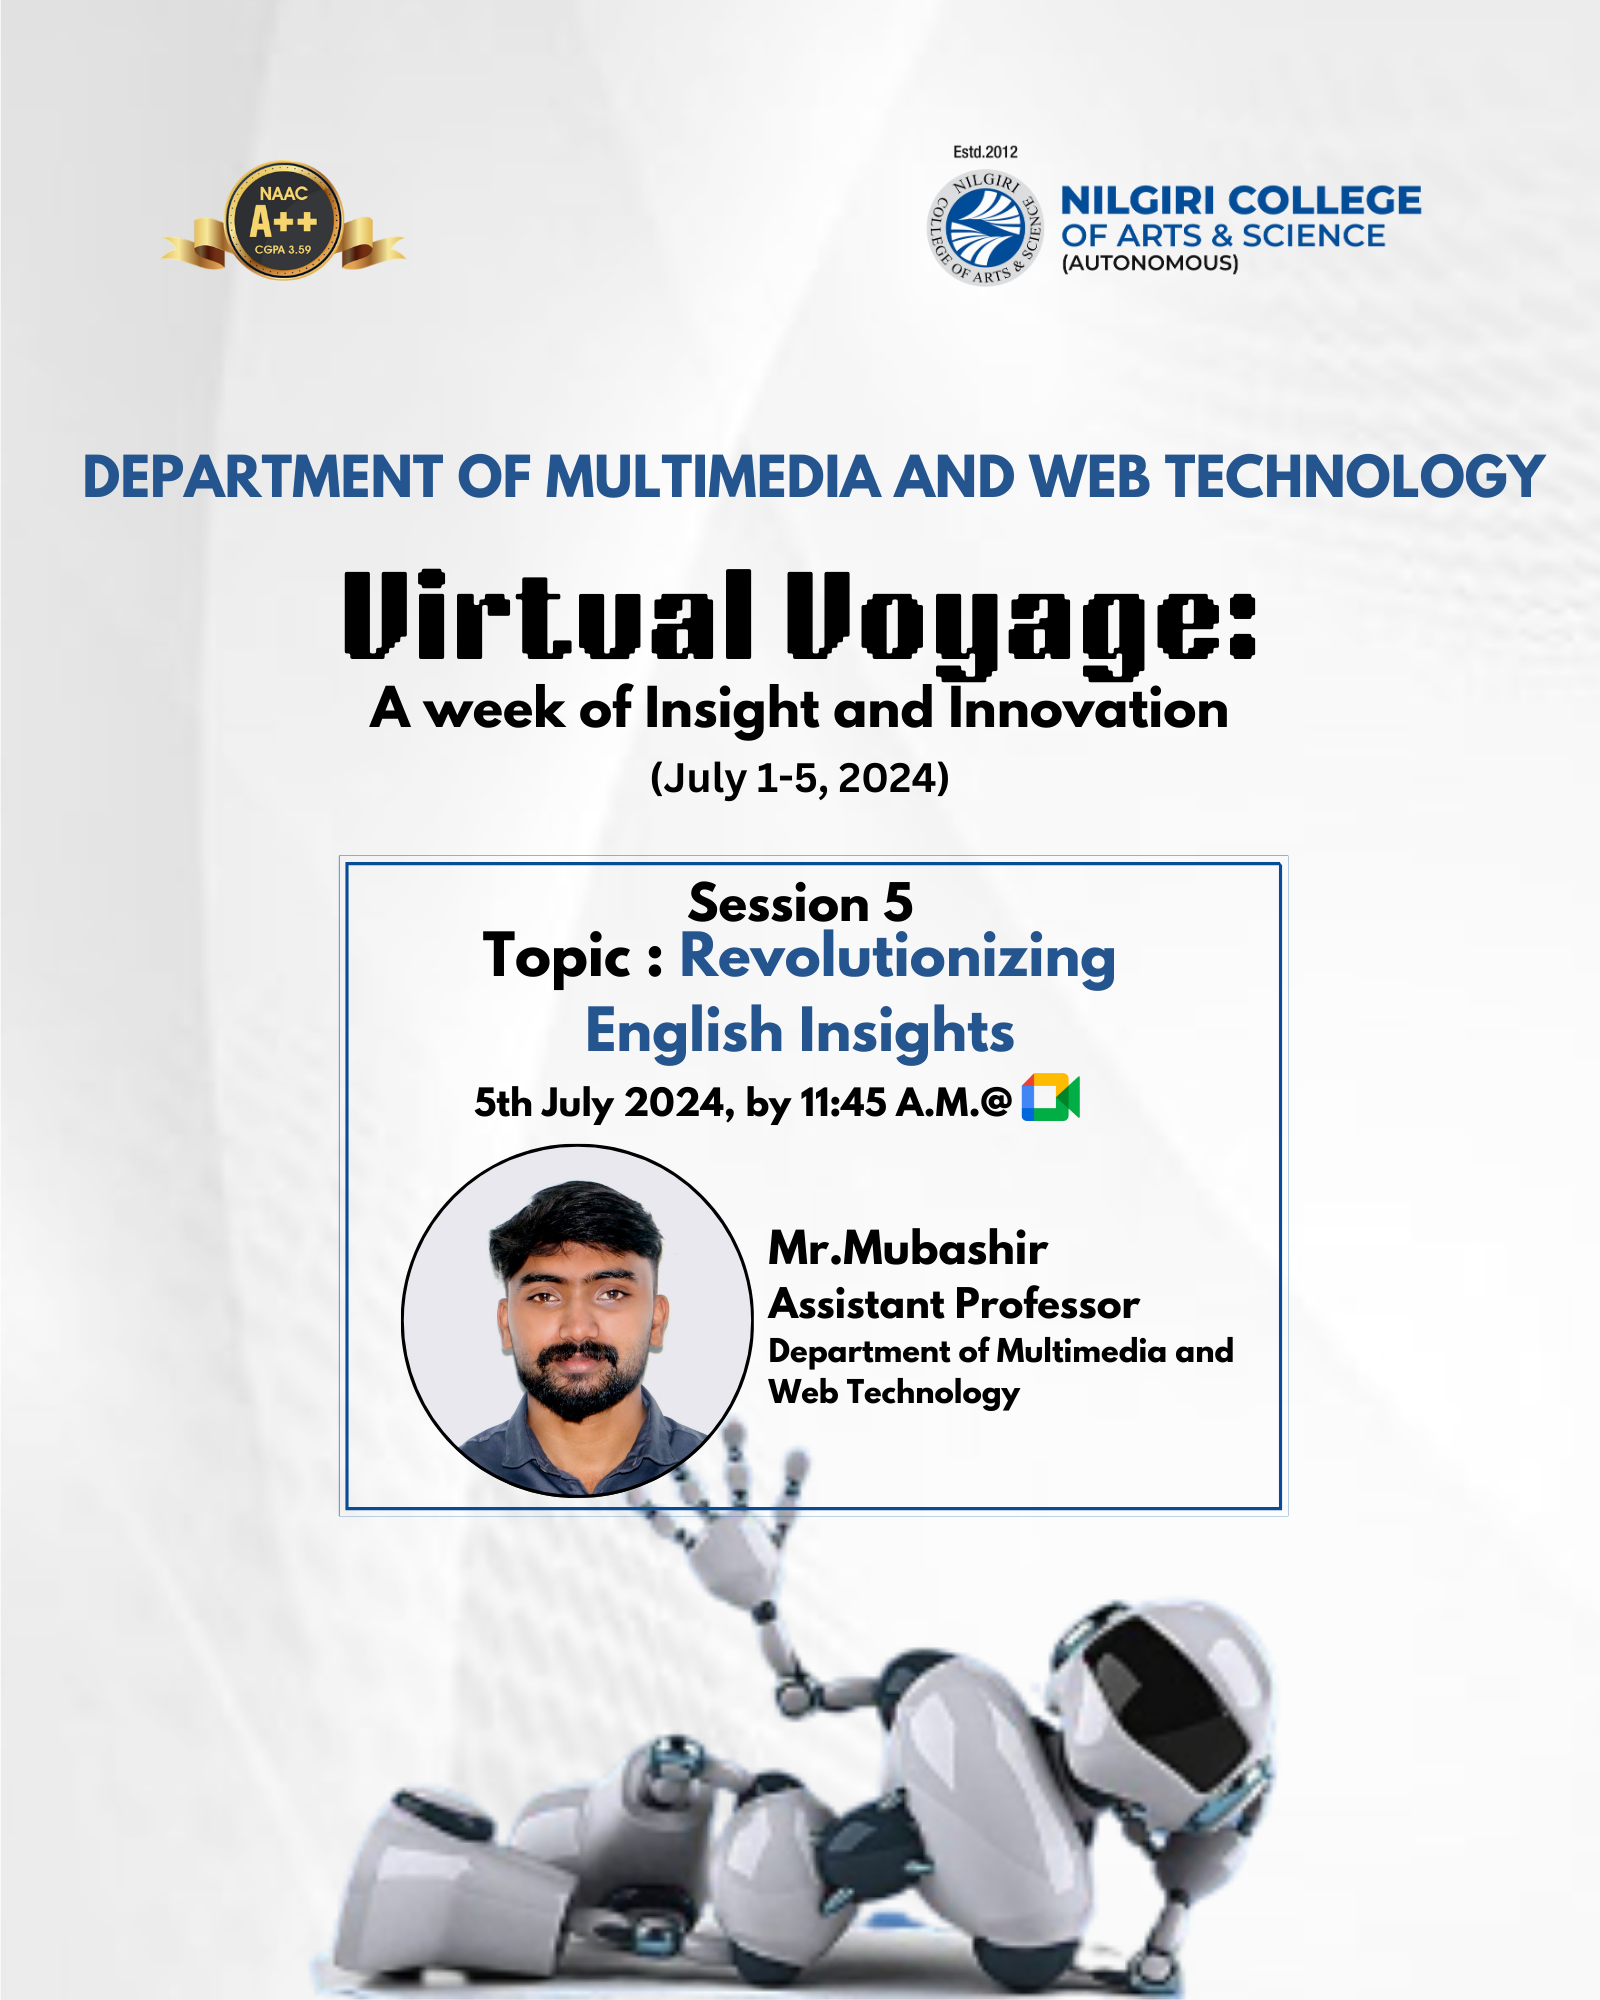 NAAC
A++
CGPA 3.59
Estd.2012
NILGIRI COLLEGE OF ARTS & SCIENCE
NILGIRI COLLEGE
OF ARTS & SCIENCE
(AUTONOMOUS)
DEPARTMENT OF MULTIMEDIA AND WEB TECHNOLOGY
Virtual Voyage:
A week of Insight and Innovation
(July 1-5, 2024)
Session 5
Topic : Revolutionizing
English Insights
5th July 2024, by 11:45 A.M.@
Mr.Mubashir
Assistant Professor
Department of Multimedia and
Web Technology